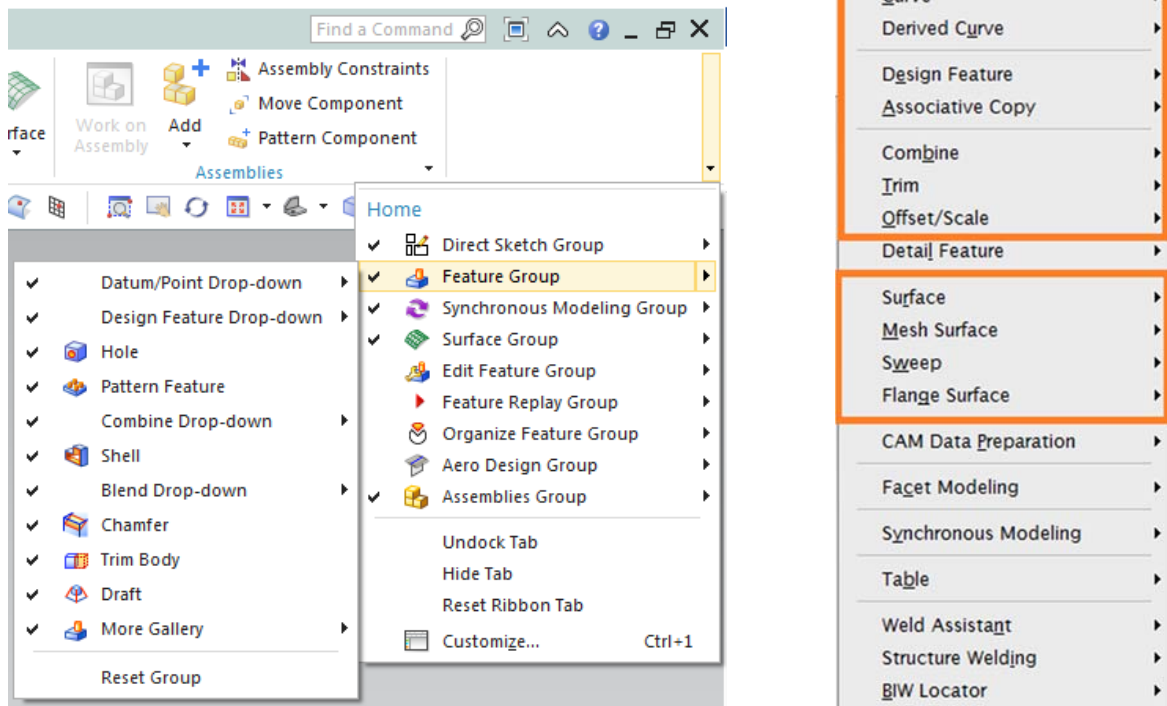 Find a Command
Assembly Constraints
Move Component
Pattern Component
rface
Work on
Assembly
Add
Assemblies
Home
Direct Sketch Group
Feature Group
Synchronous Modeling Group
Surface Group
Edit Feature Group
Feature Replay Group
Organize Feature Group
Aero Design Group
Assemblies Group
Undock Tab
Hide Tab
Reset Ribbon Tab
Customize... Ctrl+1
Datum/Point Drop-down
Design Feature Drop-down
Hole
Pattern Feature
Combine Drop-down
Shell
Blend Drop-down
Chamfer
Trim Body
Draft
More Gallery
Reset Group
Derived Curve
Design Feature
Associative Copy
Combine
Trim
Offset/Scale
Detail Feature
Surface
Mesh Surface
Sweep
Flange Surface
CAM Data Preparation
Facet Modeling
Synchronous Modeling
Table
Weld Assistant
Structure Welding
BIW Locator